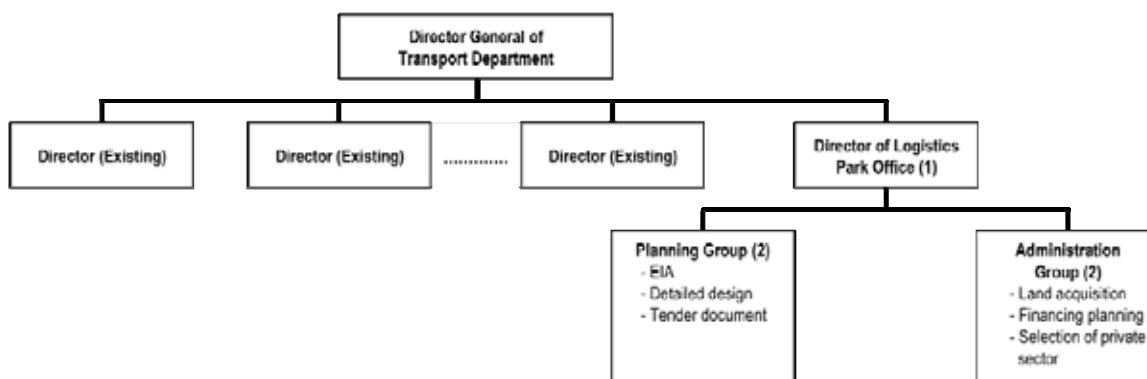 Director General of
Transport Department
Director (Existing)
Director (Existing)
.............
Director (Existing)
Director of Logistics
Park Office (1)
Planning Group (2)
- EIA
- Detailed design
- Tender document
Administration
Group (2)
- Land acquisition
- Financing planning
- Selection of private
sector